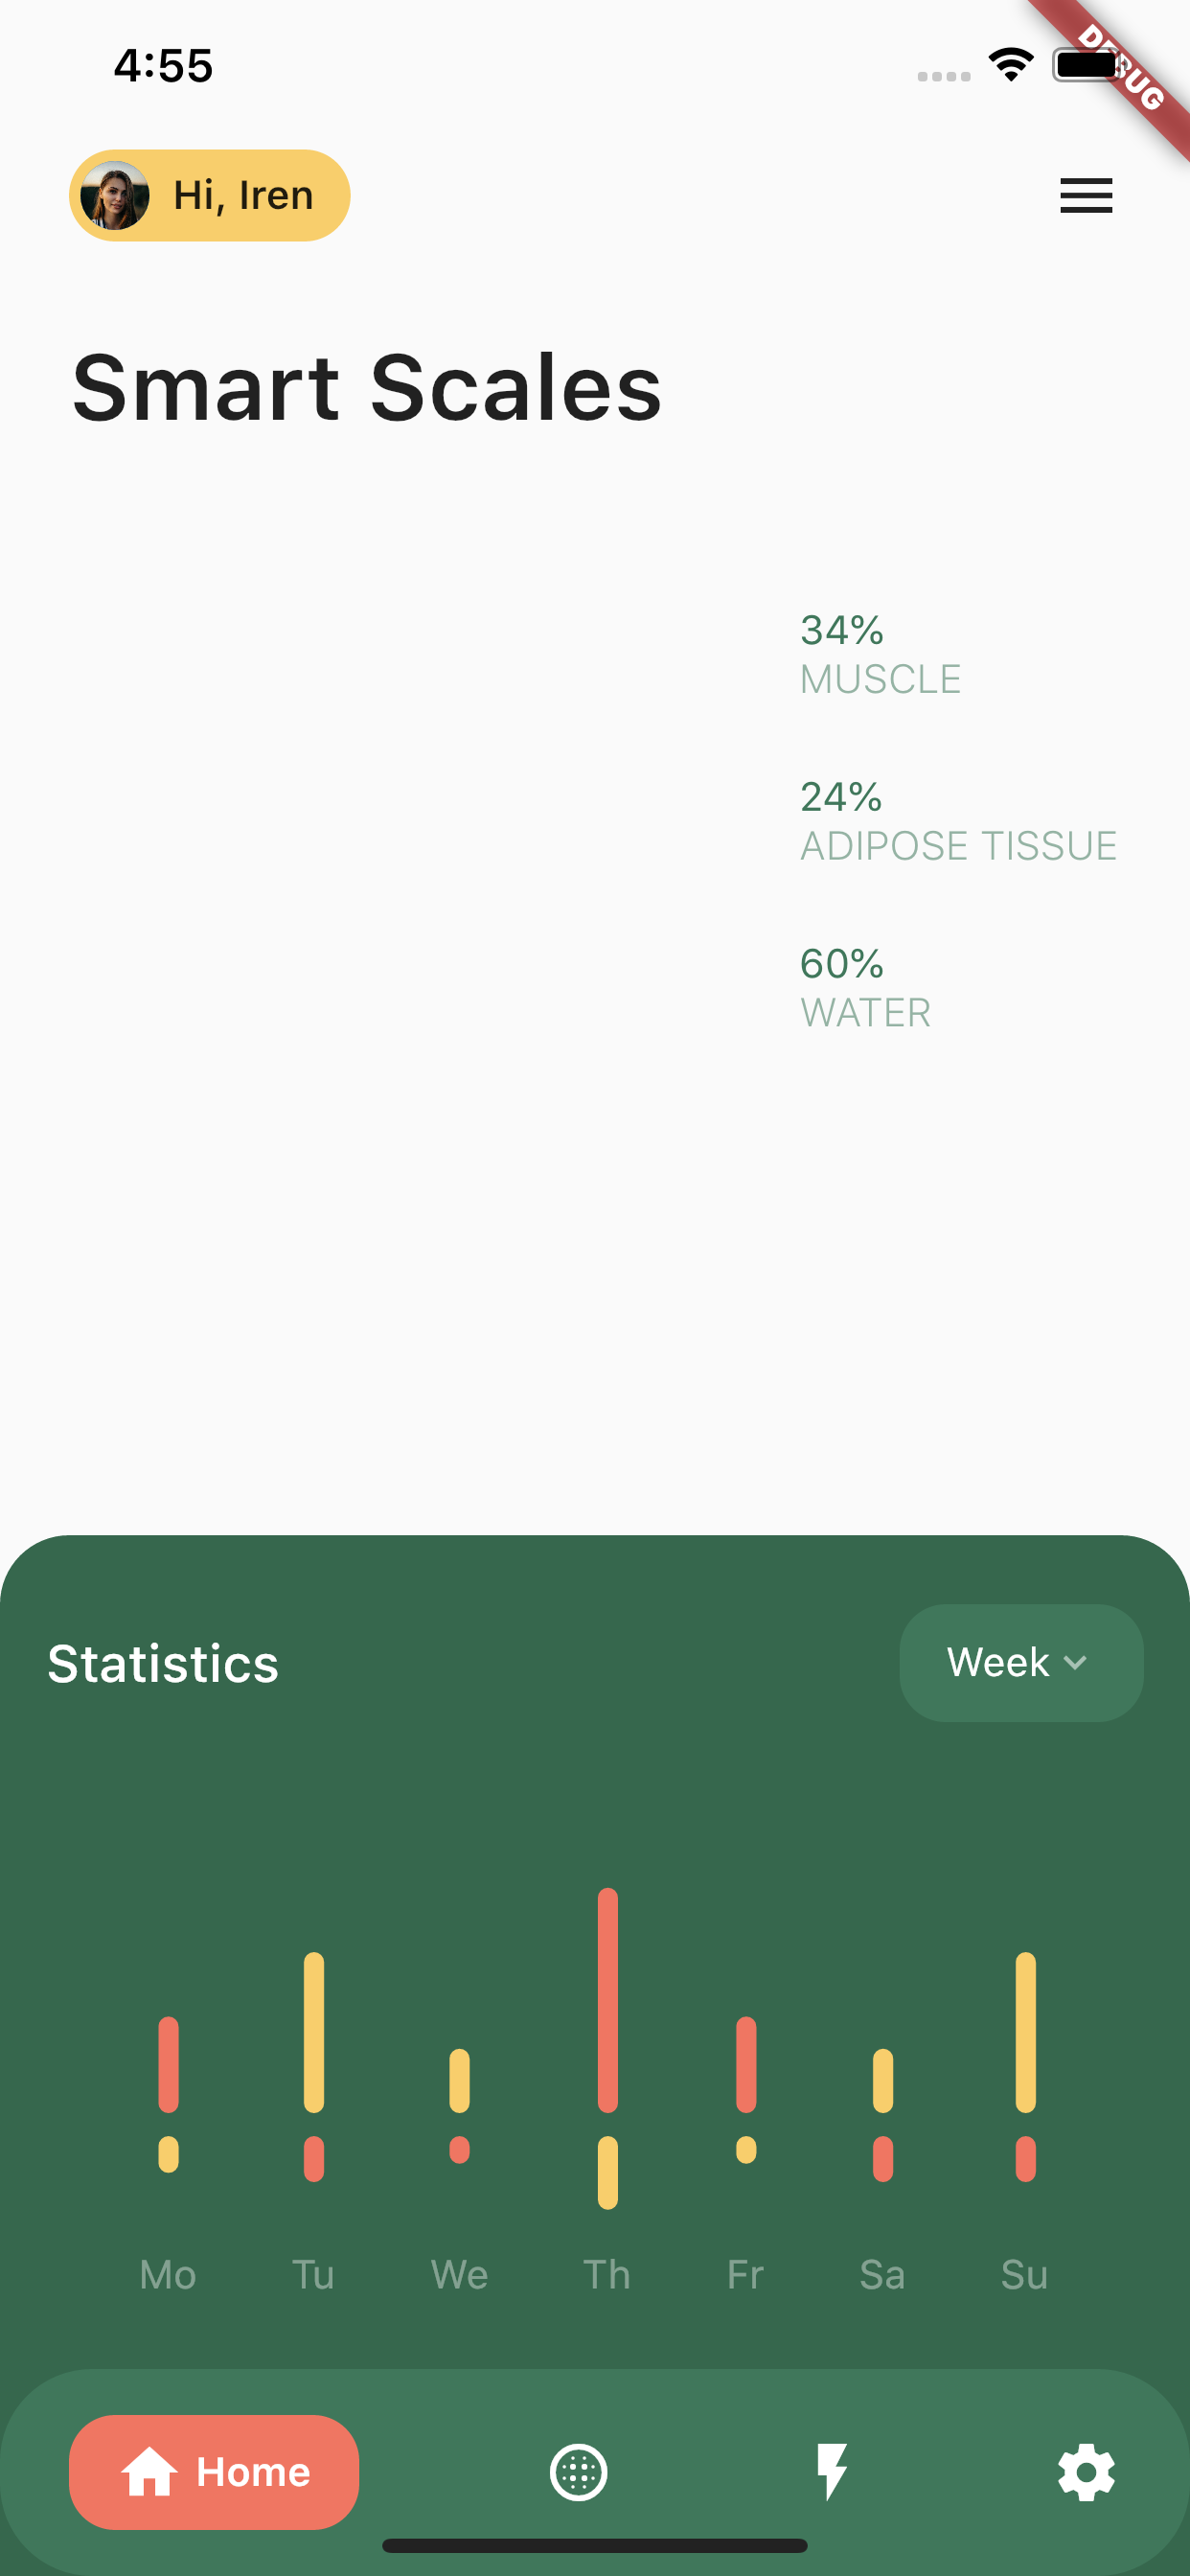 4:55
DEBUG
Hi, Iren
Smart Scales
34%
MUSCLE
24%
ADIPOSE TISSUE
60%
WATER
Statistics
Week
Mo Tu We Th Fr Sa Su
Home